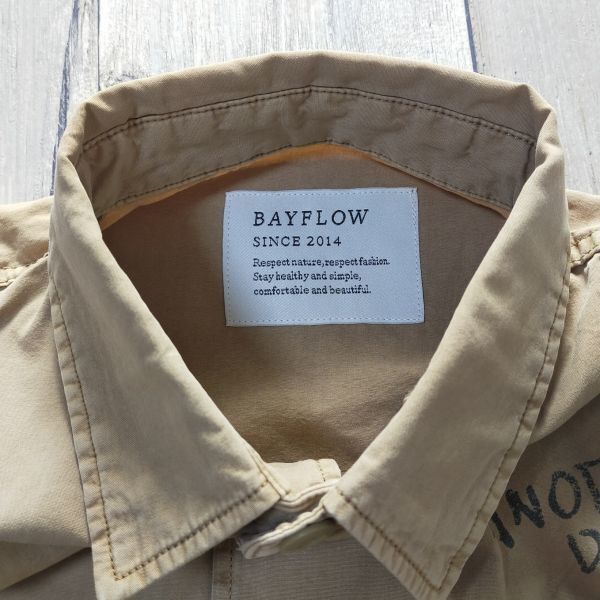 BAYFLOW
SINCE 2014
Respect nature, respect fashion.
Stay healthy and simple,
comfortable and beautiful.